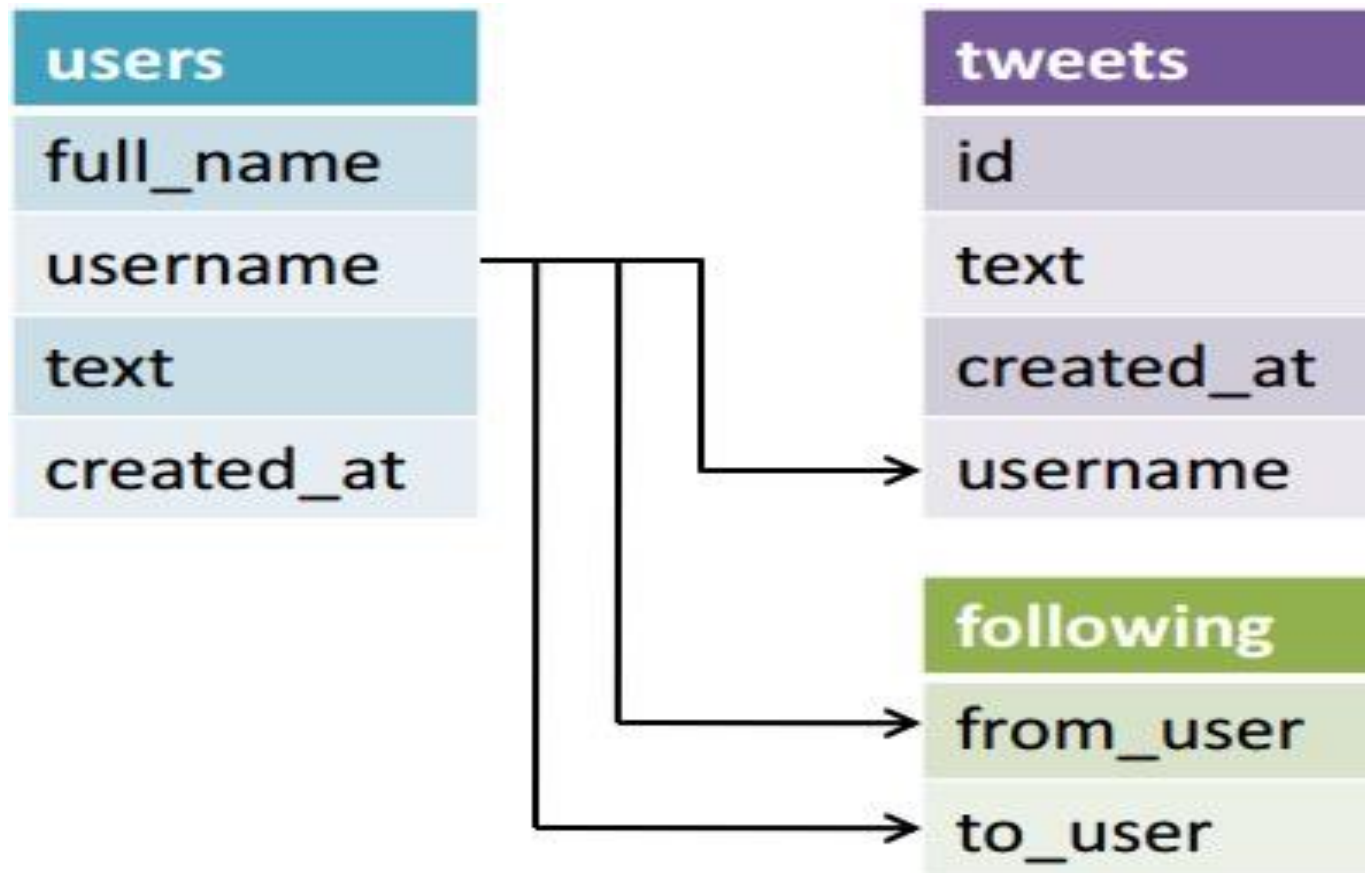 users
full_name
username
text
created_at
tweets
id
text
created_at
username
following
from_user
to_user